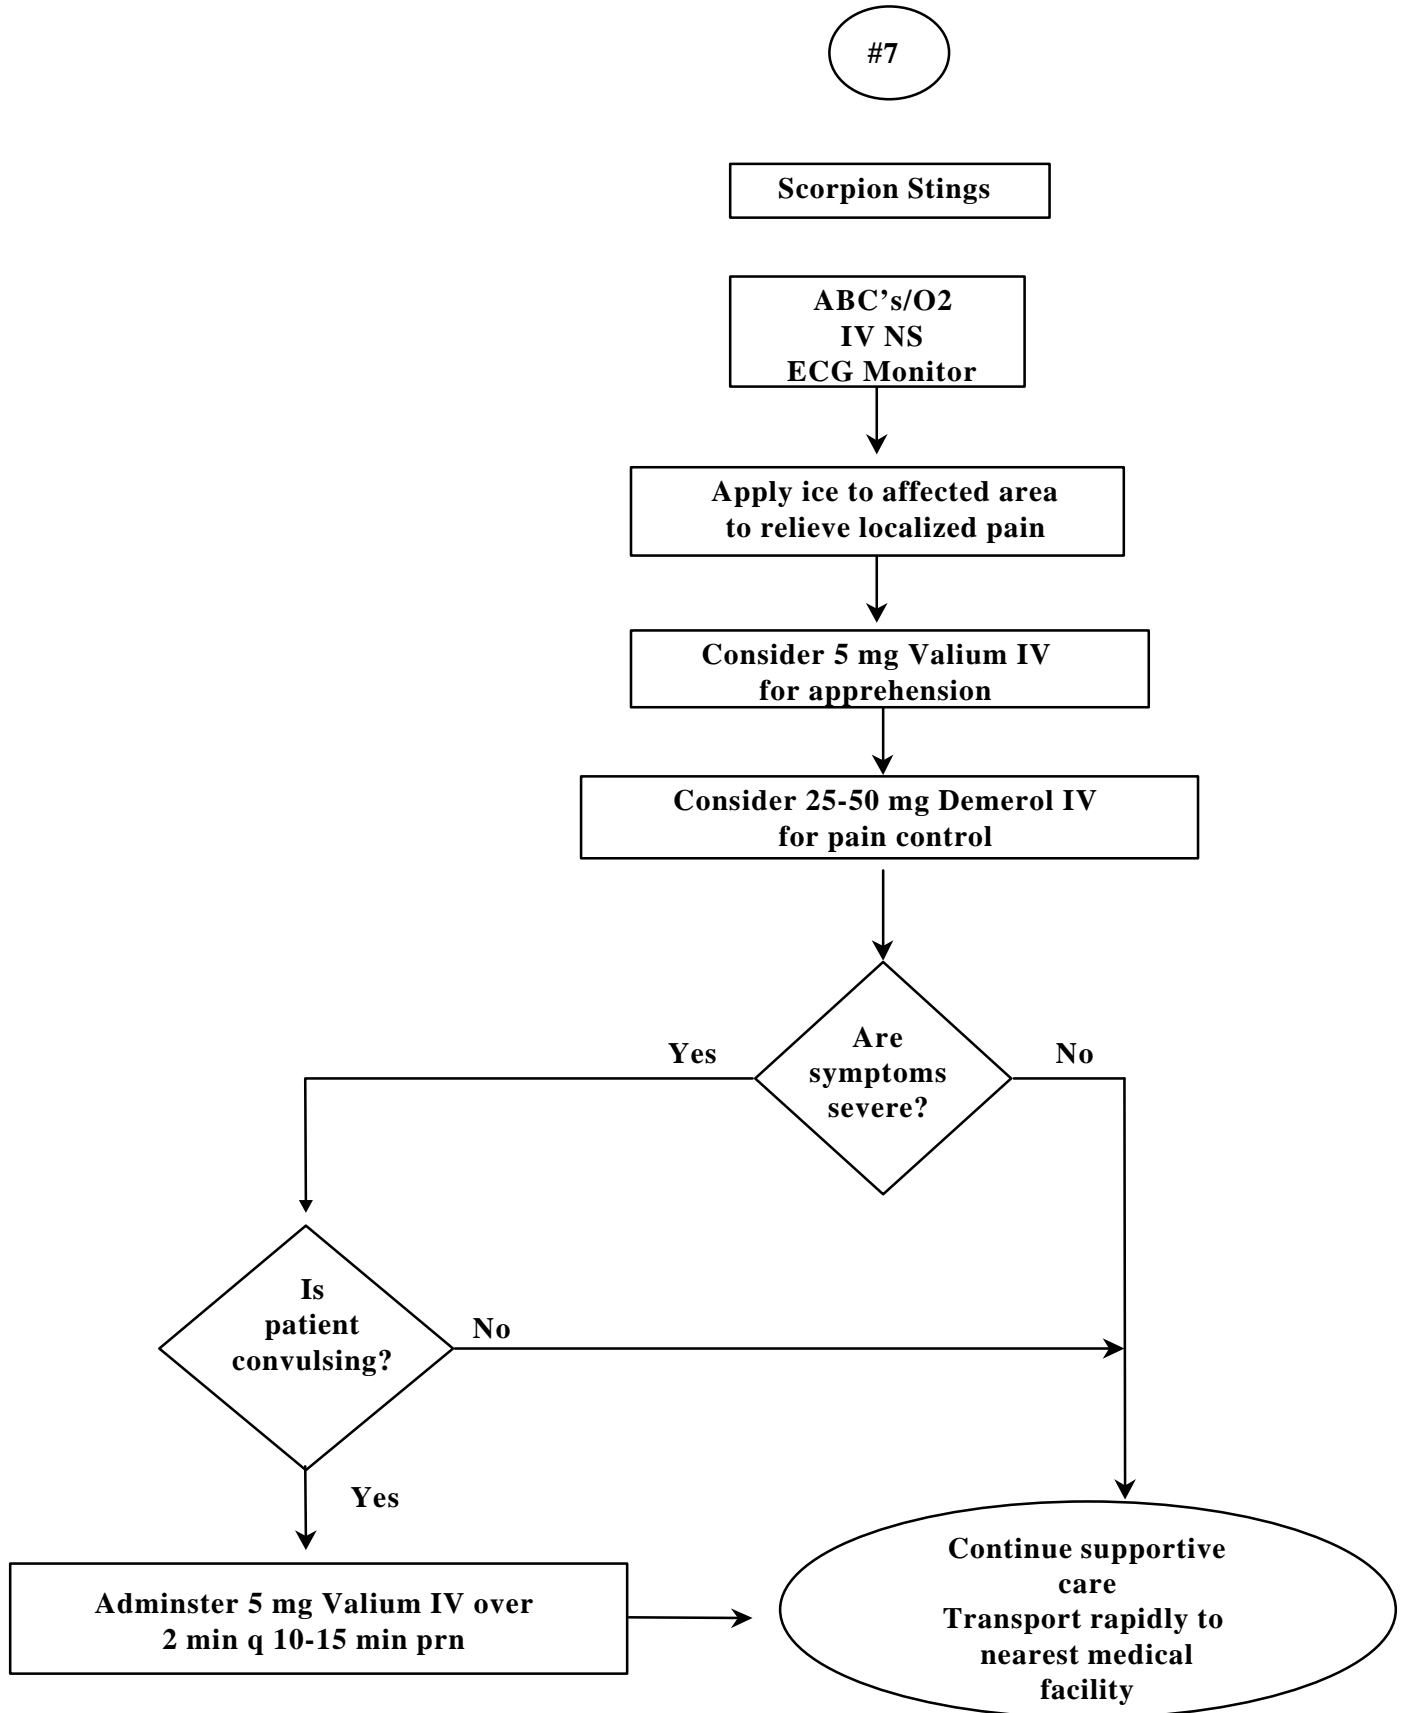 #7
Scorpion Stings
ABC’s/O2
IV NS
ECG Monitor
Apply ice to affected area
to relieve localized pain
Consider 5 mg Valium IV
for apprehension
Consider 25-50 mg Demerol IV
for pain control
Are
symptoms
severe?
Yes
No
Is
patient
convulsing?
No
Yes
Adminster 5 mg Valium IV over
2 min q 10-15 min prn
Continue supportive
care
Transport rapidly to
nearest medical
facility